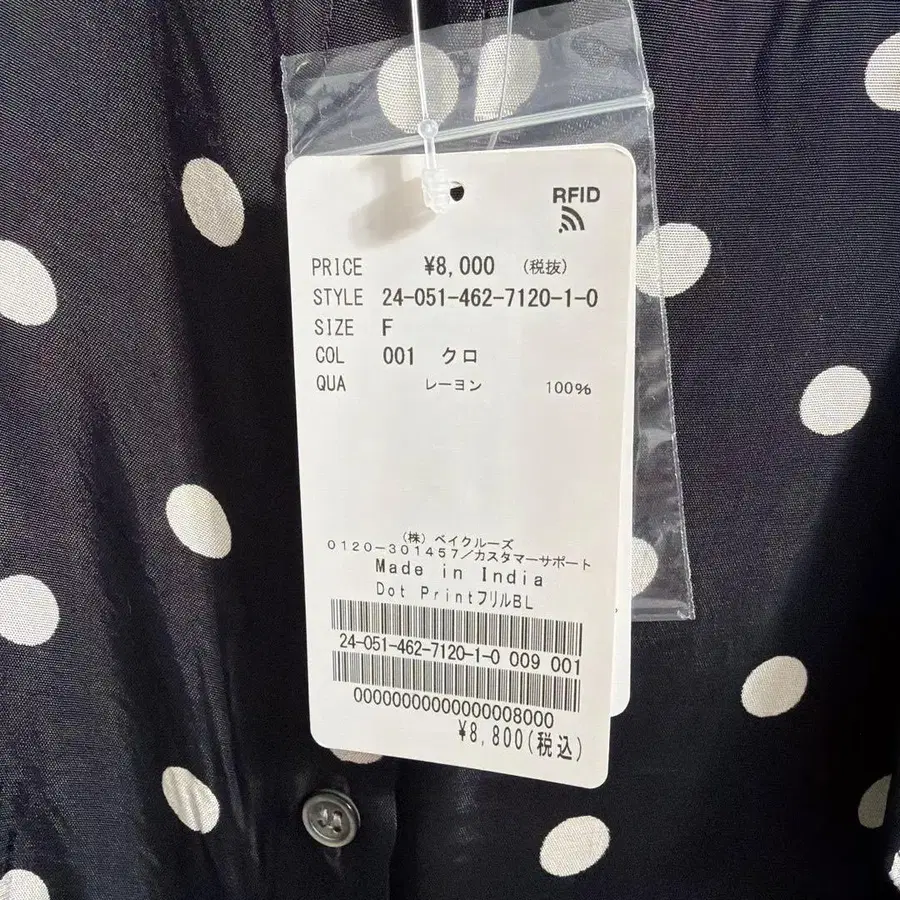 RFID
PRICE ¥8,000 (税抜)
STYLE 24-051-462-7120-1-0
SIZE F
COL 001 クロ
QUA レーヨン 100%
(株) ベイクルーズ
0120-301457/カスタマーサポート
Made in India
Dot PrintフリルBL
24-051-462-7120-1-0 009 001
00000000000000008000
¥8,800(税込)